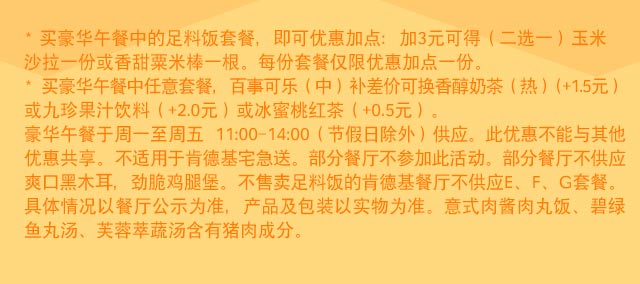 * 买豪华午餐中的足料饭套餐，即可优惠加点：加3元可得（二选一）玉米
沙拉一份或香甜粟米棒一根。每份套餐仅限优惠加点一份。
* 买豪华午餐中任意套餐，百事可乐（中）补差价可换香醇奶茶（热）(+1.5元）
或九珍果汁饮料（+2.0元）或冰蜜桃红茶（+0.5元）。
豪华午餐于周一至周五 11:00-14:00（节假日除外）供应。此优惠不能与其他
优惠共享。不适用于肯德基宅急送。部分餐厅不参加此活动。部分餐厅不供应
爽口黑木耳，劲脆鸡腿堡。不售卖足料饭的肯德基餐厅不供应E、F、G套餐。
具体情况以餐厅公示为准，产品及包装以实物为准。意式肉酱肉丸饭、碧绿
鱼丸汤、芙蓉萃蔬汤含有猪肉成分。